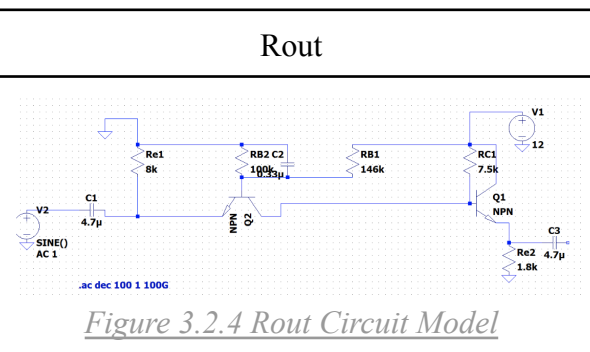 Rout
V1
12
Re1
8k
RB2
100k
C2
0.33µ
RB1
146k
RC1
7.5k
Q1
NPN
C1
4.7µ
V2
SINE()
AC 1
NPN
Q2
C3
4.7µ
Re2
1.8k
.ac dec 100 1 100G
Figure 3.2.4 Rout Circuit Model